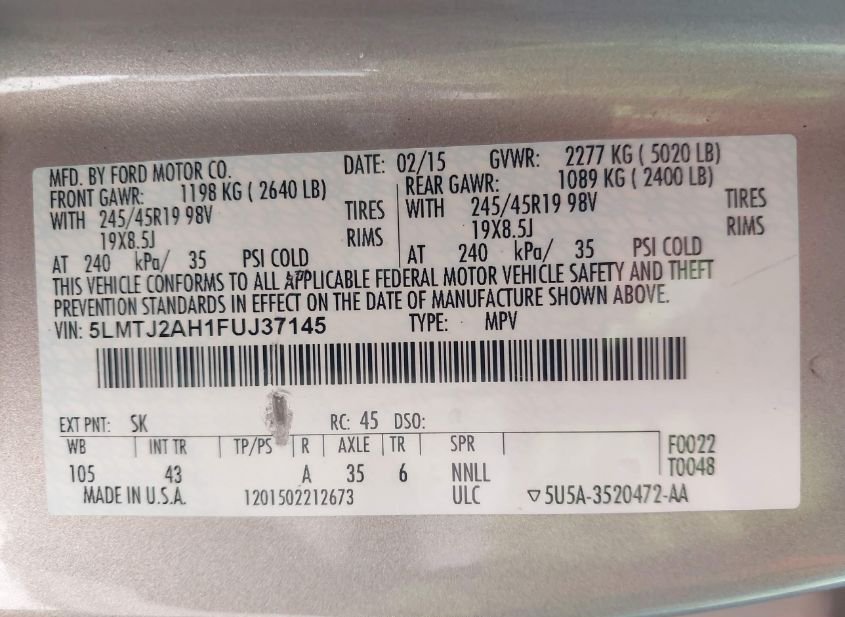 MFD. BY FORD MOTOR CO. DATE: 02/15 GVWR: 2277 KG ( 5020 LB)
FRONT GAWR: 1198 KG ( 2640 LB) REAR GAWR: 1089 KG ( 2400 LB)
WITH 245/45R19 98V TIRES WITH 245/45R19 98V TIRES
19X8.5J RIMS 19X8.5J RIMS
AT 240 kPa/ 35 PSI COLD AT 240 kPa/ 35 PSI COLD
THIS VEHICLE CONFORMS TO ALL APPLICABLE FEDERAL MOTOR VEHICLE SAFETY AND THEFT
PREVENTION STANDARDS IN EFFECT ON THE DATE OF MANUFACTURE SHOWN ABOVE.
VIN: 5LMTJ2AH1FUJ37145 TYPE: MPV
EXT PNT: SK RC: 45 DSO:
WB INT TR TP/PS R AXLE TR SPR F0022
105 43 A 35 6 NNLL T0048
MADE IN U.S.A. 1201502212673 ULC ▽5U5A-3520472-AA